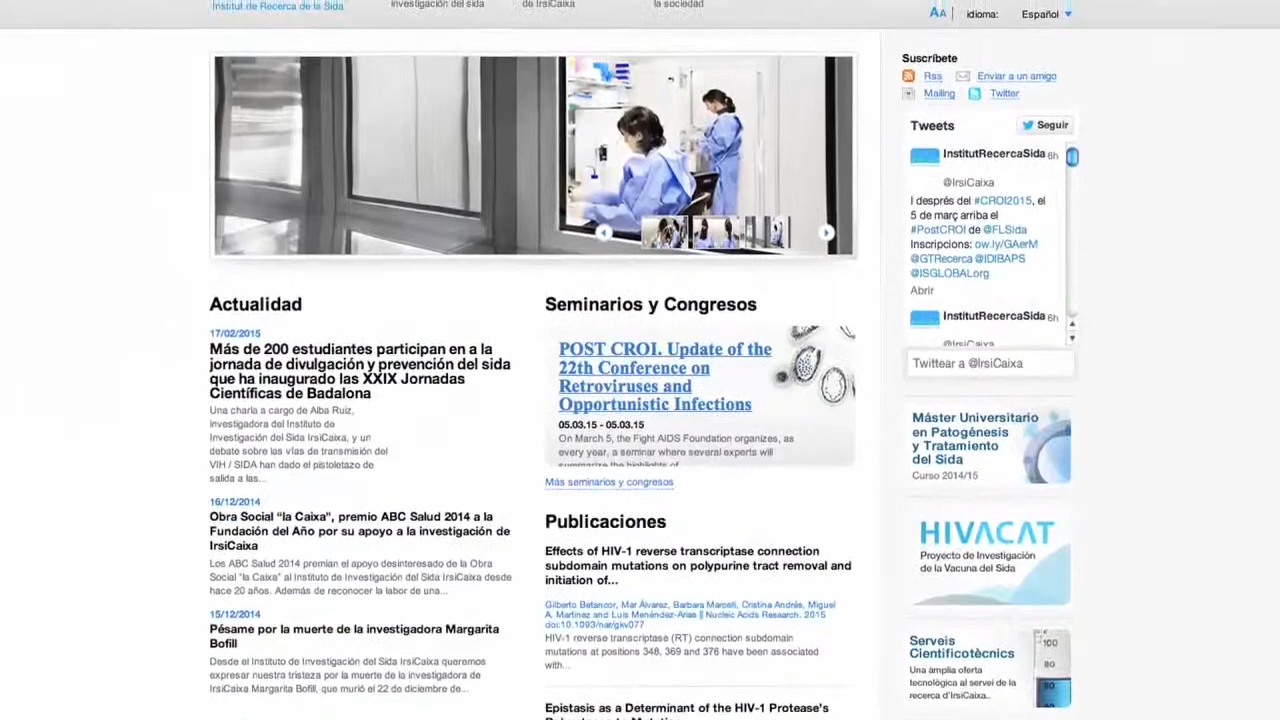 Institut de Recerca de la Sida
investigación del sida
de IrsiCaixa
la sociedad
AA
idioma:
Español
Suscríbete
Rss
Enviar a un amigo
Mailing
Twitter
Tweets
Seguir
InstitutRecercaSida 6h
@IrsiCaixa
I després del #CROI2015, el
5 de març arriba el
#PostCROI de @FLSida
Inscripcions: ow.ly/GAerM
@GTRecerca @IDIBAPS
@ISGLOBALorg
Abrir
InstitutRecercaSida 6h
@IrsiCaixa
Twittear a @IrsiCaixa
Actualidad
17/02/2015
Más de 200 estudiantes participan en a la
jornada de divulgación y prevención del sida
que ha inaugurado las XXIX Jornadas
Científicas de Badalona
Una charla a cargo de Alba Ruiz,
investigadora del Instituto de
Investigación del Sida IrsiCaixa, y un
debate sobre las vías de transmisión del
VIH / SIDA han dado el pistoletazo de
salida a las...
16/12/2014
Obra Social “la Caixa”, premio ABC Salud 2014 a la
Fundación del Año por su apoyo a la investigación de
IrsiCaixa
Los ABC Salud 2014 premian el apoyo desinteresado de la Obra
Social “la Caixa” al Instituto de Investigación del Sida IrsiCaixa desde
hace 20 años. Además de reconocer la labor de una...
15/12/2014
Pésame por la muerte de la investigadora Margarita
Bofill
Desde el Instituto de Investigación del Sida IrsiCaixa queremos
expresar nuestra tristeza por la muerte de la investigadora de
IrsiCaixa Margarita Bofill, que murió el 22 de diciembre de...
Seminarios y Congresos
POST CROI. Update of the
22th Conference on
Retroviruses and
Opportunistic Infections
05.03.15 - 05.03.15
On March 5, the Fight AIDS Foundation organizes, as
every year, a seminar where several experts will
summarize the highlights of
Más seminarios y congresos
Publicaciones
Effects of HIV-1 reverse transcriptase connection
subdomain mutations on polypurine tract removal and
initiation of...
Gilberto Betancor, Mar Álvarez, Barbara Marcelli, Cristina Andrés, Miguel
A. Martinez and Luis Menéndez-Arias || Nucleic Acids Research. 2015
doi:10.1093/nar/gkv077
HIV-1 reverse transcriptase (RT) connection subdomain
mutations at positions 348, 369 and 376 have been associated
with...
Epistasis as a Determinant of the HIV-1 Protease's
Máster Universitario
en Patogénesis
y Tratamiento
del Sida
Curso 2014/15
HIVACAT
Proyecto de Investigación
de la Vacuna del Sida
Serveis
Cientificotècnics
Una àmplia oferta
tecnològica al servei de la
recerca d'IrsiCaixa..
100
80
60
40